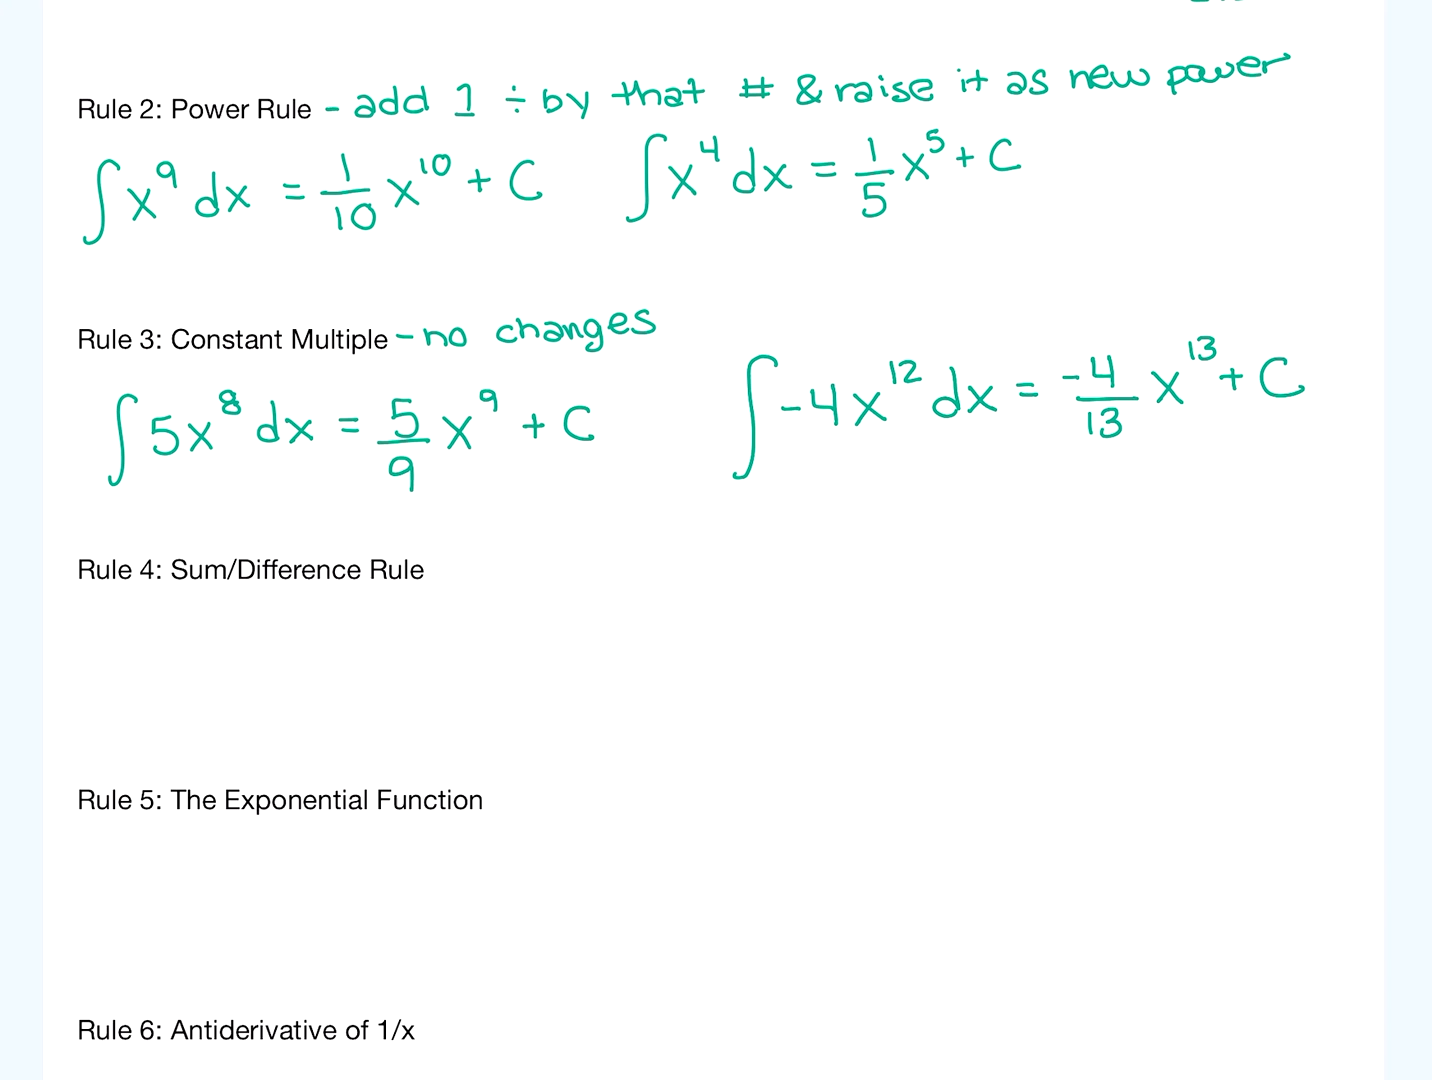 Rule 2: Power Rule - add 1 ÷ by that # & raise it as new power
∫x⁹ dx = 1/10 x¹⁰ + C   ∫x⁴ dx = 1/5 x⁵ + C
Rule 3: Constant Multiple - no changes
∫5x⁸ dx = 5/9 x⁹ + C   ∫-4x¹² dx = -4/13 x¹³ + C
Rule 4: Sum/Difference Rule
Rule 5: The Exponential Function
Rule 6: Antiderivative of 1/x